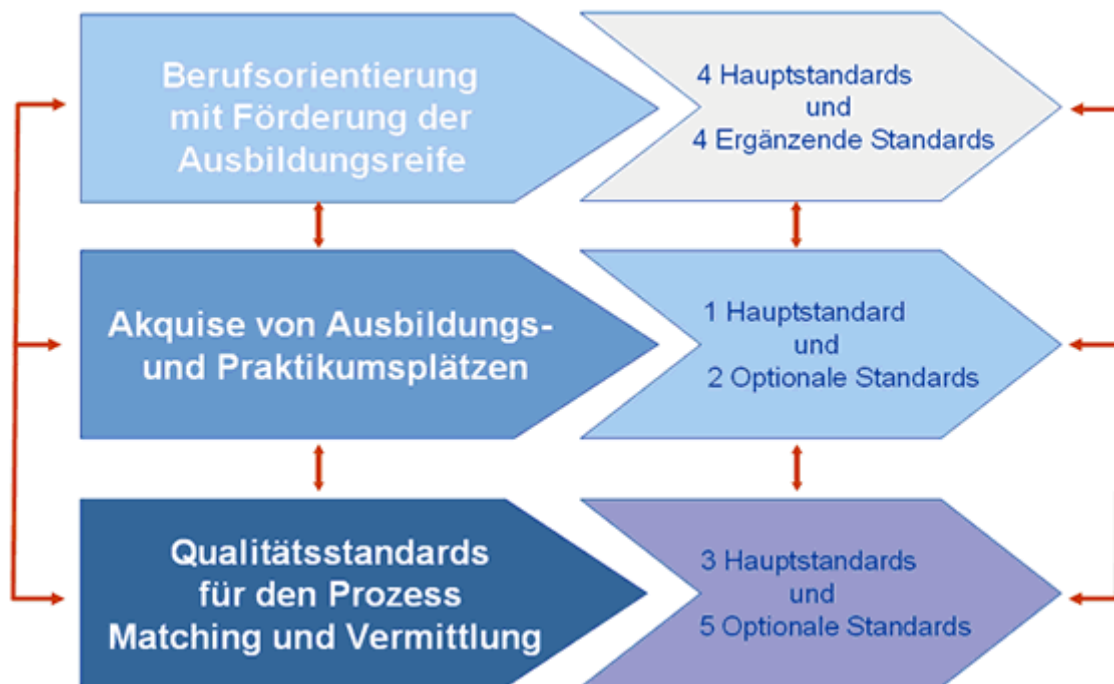 Berufsorientierung
mit Förderung der
Ausbildungsreife
4 Hauptstandards
und
4 Ergänzende Standards
Akquise von Ausbildungs-
und Praktikumsplätzen
1 Hauptstandard
und
2 Optionale Standards
Qualitätsstandards
für den Prozess
Matching und Vermittlung
3 Hauptstandards
und
5 Optionale Standards